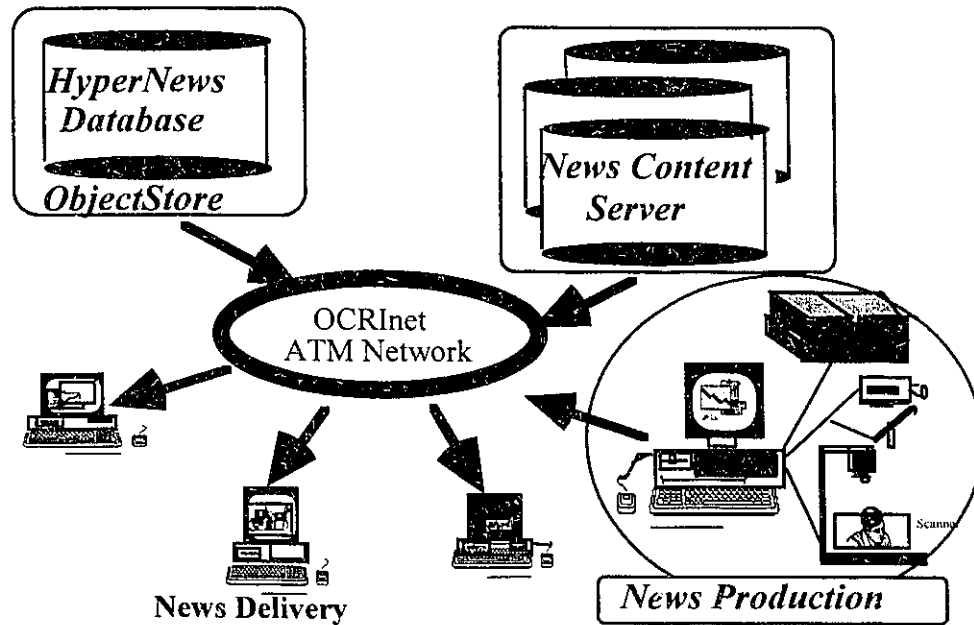 HyperNews
Database
ObjectStore
News Content
Server
OCRInet
ATM Network
Scanner
News Delivery
News Production